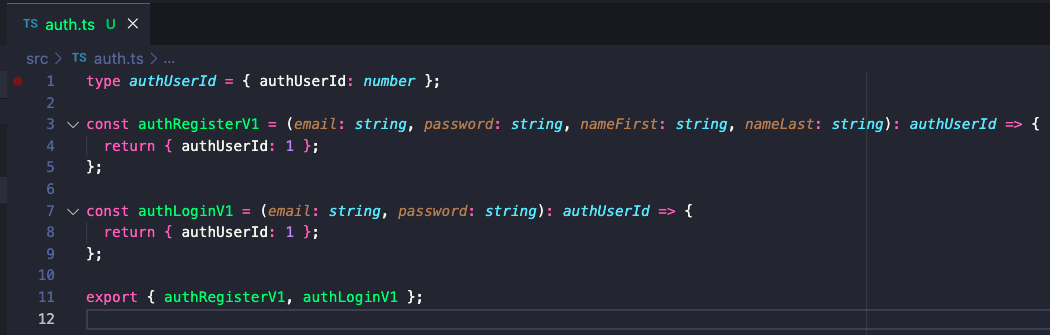 TS auth.ts U ×
src > TS auth.ts > ...
1 type authUserId = { authUserId: number };
2
3 const authRegisterV1 = (email: string, password: string, nameFirst: string, nameLast: string): authUserId => {
4 return { authUserId: 1 };
5 };
6
7 const authLoginV1 = (email: string, password: string): authUserId => {
8 return { authUserId: 1 };
9 };
10
11 export { authRegisterV1, authLoginV1 };
12